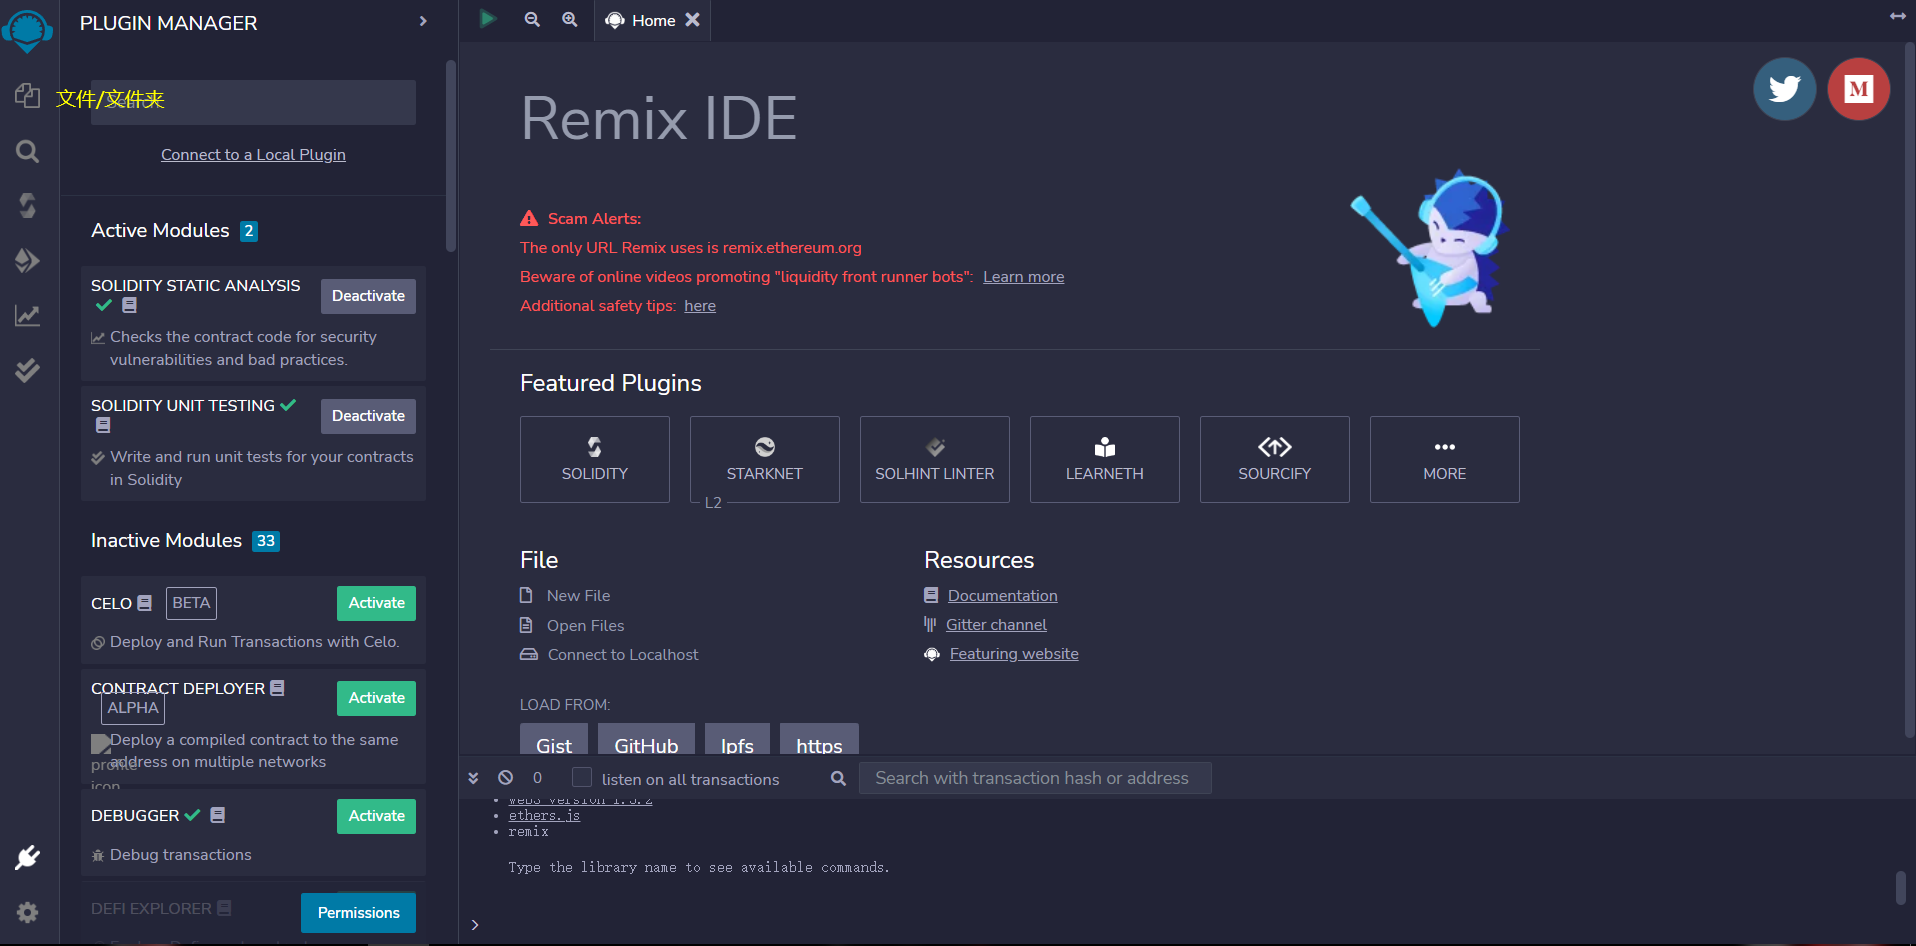 PLUGIN MANAGER
Home
文件/文件夹
Connect to a Local Plugin
Active Modules 2
SOLIDITY STATIC ANALYSIS
Deactivate
Checks the contract code for security
vulnerabilities and bad practices.
SOLIDITY UNIT TESTING
Deactivate
Write and run unit tests for your contracts
in Solidity
Inactive Modules 33
CELO BETA
Activate
Deploy and Run Transactions with Celo.
CONTRACT DEPLOYER
ALPHA
Activate
Deploy a compiled contract to the same
address on multiple networks
profile
icon
DEBUGGER
Activate
Debug transactions
DEFI EXPLORER
Permissions
Remix IDE
M
Scam Alerts:
The only URL Remix uses is remix.ethereum.org
Beware of online videos promoting "liquidity front runner bots": Learn more
Additional safety tips: here
Featured Plugins
SOLIDITY
STARKNET
L2
SOLHINT LINTER
LEARNETH
SOURCIFY
MORE
File
New File
Open Files
Connect to Localhost
LOAD FROM:
Gist GitHub Ipfs https
Resources
Documentation
Gitter channel
Featuring website
0 listen on all transactions
Search with transaction hash or address
web3 version 1.5.2
ethers.js
remix
Type the library name to see available commands.
>